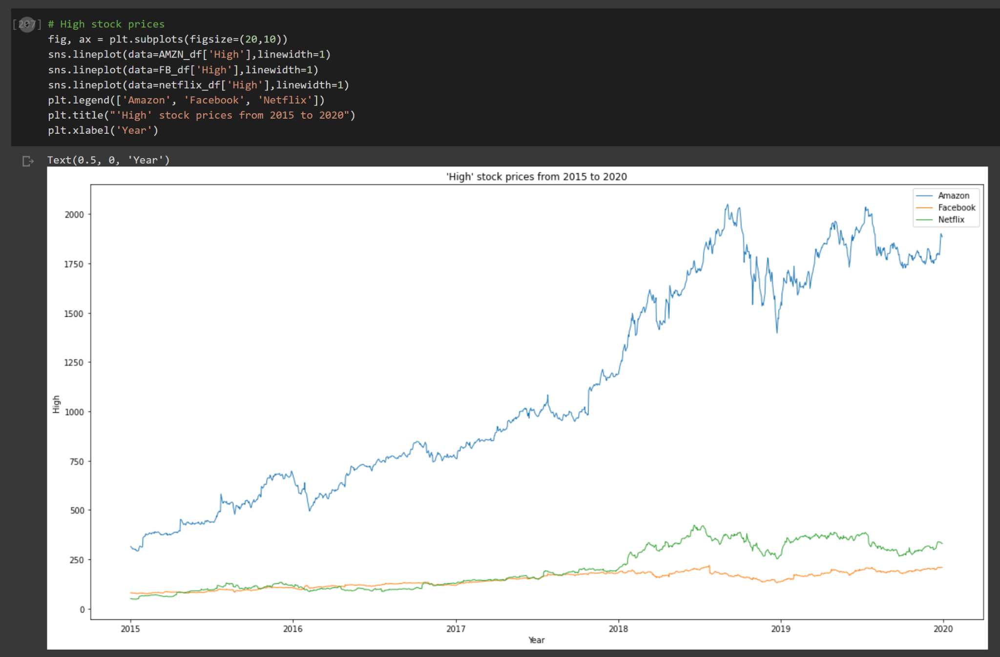 [207] # High stock prices
fig, ax = plt.subplots(figsize=(20,10))
sns.lineplot(data=AMZN_df['High'],linewidth=1)
sns.lineplot(data=FB_df['High'],linewidth=1)
sns.lineplot(data=netflix_df['High'],linewidth=1)
plt.legend(['Amazon', 'Facebook', 'Netflix'])
plt.title("'High' stock prices from 2015 to 2020")
plt.xlabel('Year')
Text(0.5, 0, 'Year')
'High' stock prices from 2015 to 2020
Amazon
Facebook
Netflix
2000
1750
1500
1250
1000
750
500
250
0
High
2015 2016 2017 2018 2019 2020
Year